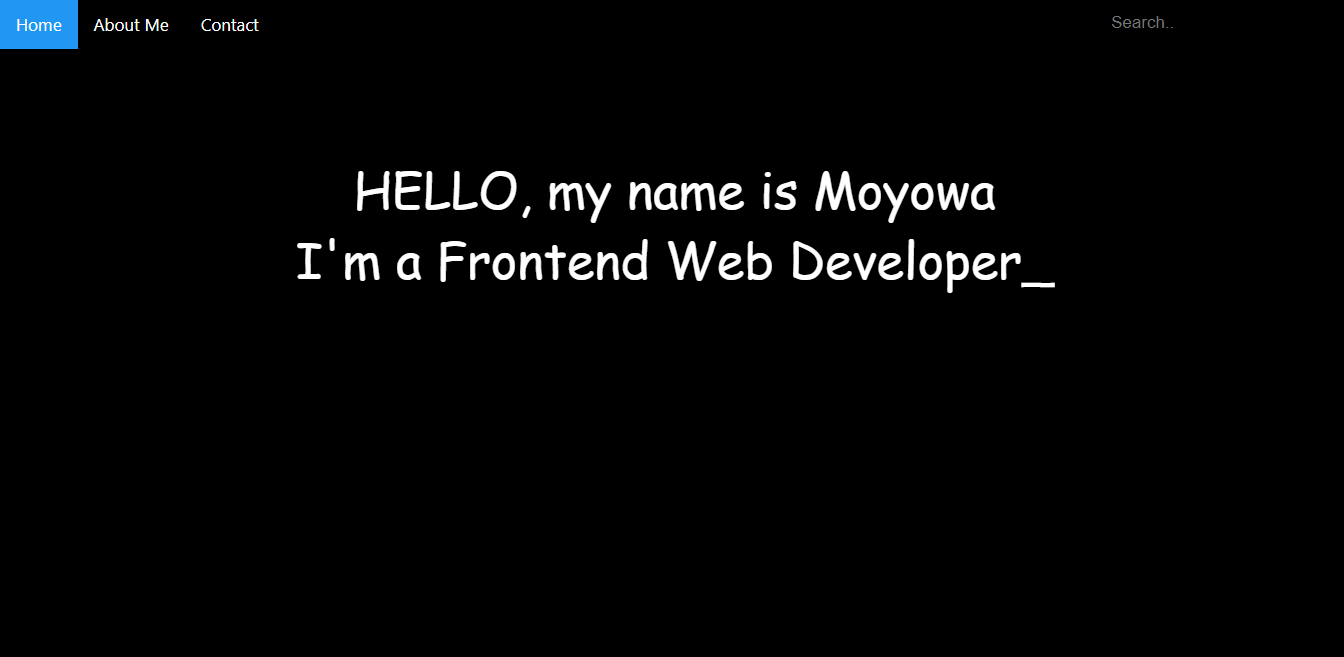 Home About Me Contact Search..
HELLO, my name is Moyowa
I'm a Frontend Web Developer_